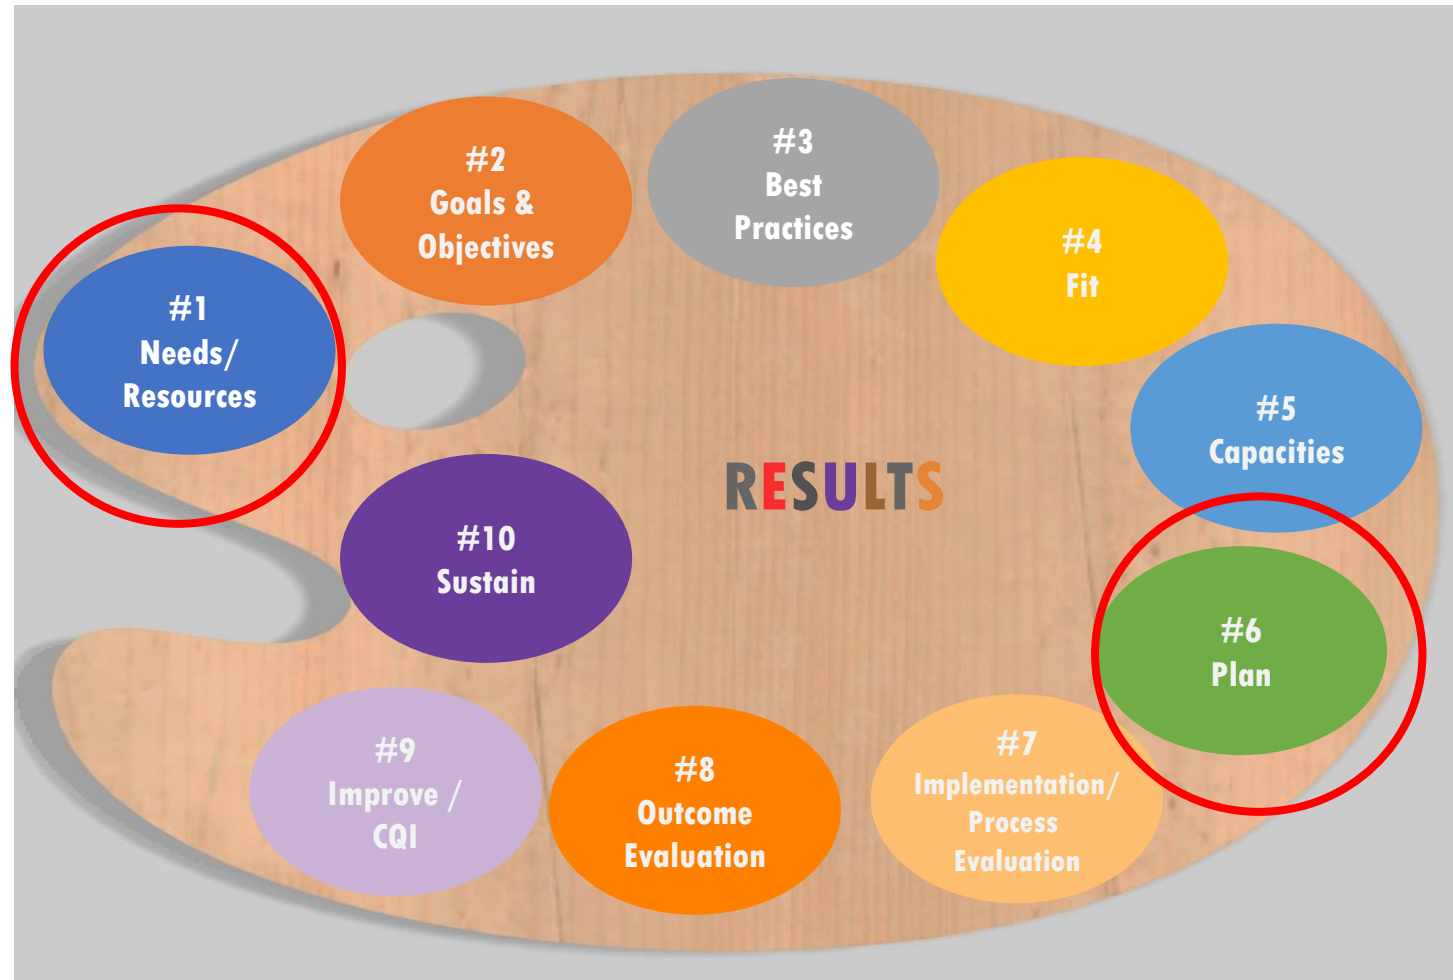 #1
Needs/
Resources
#2
Goals &
Objectives
#3
Best
Practices
#4
Fit
#5
Capacities
#6
Plan
#7
Implementation/
Process
Evaluation
#8
Outcome
Evaluation
#9
Improve /
CQI
#10
Sustain
RESULTS